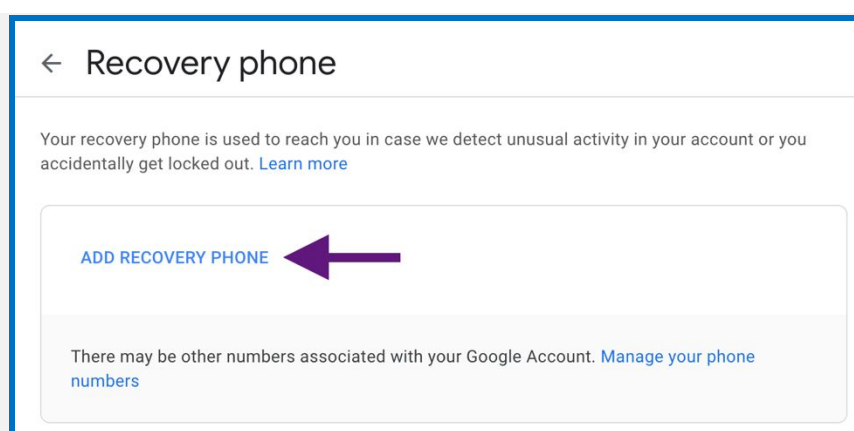 Recovery phone
Your recovery phone is used to reach you in case we detect unusual activity in your account or you
accidentally get locked out. Learn more
ADD RECOVERY PHONE
There may be other numbers associated with your Google Account. Manage your phone
numbers